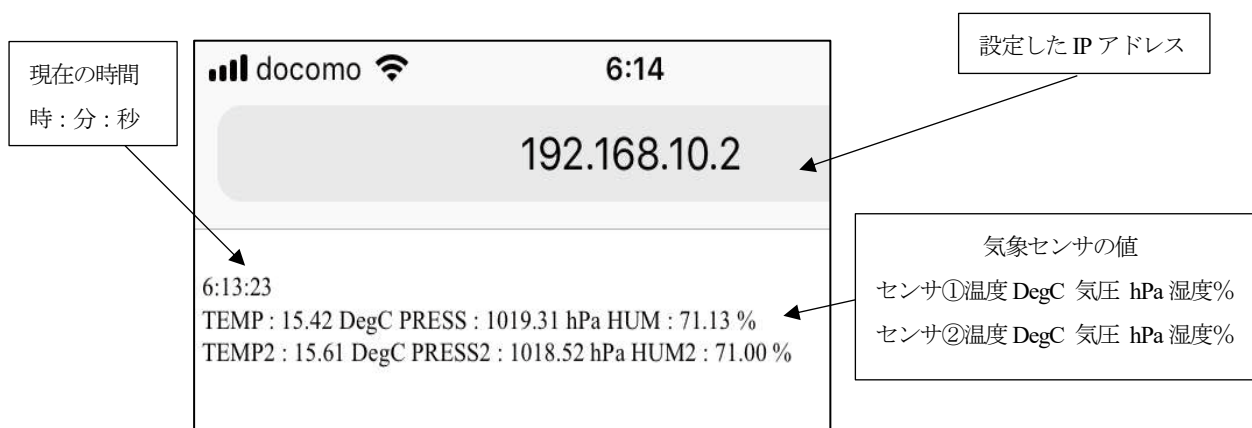 現在の時間
時：分：秒
docomo
6:14
設定した IP アドレス
192.168.10.2
6:13:23
TEMP : 15.42 DegC PRESS : 1019.31 hPa HUM : 71.13 %
TEMP2 : 15.61 DegC PRESS2 : 1018.52 hPa HUM2 : 71.00 %
気象センサの値
センサ①温度 DegC 気圧 hPa 湿度%
センサ②温度 DegC 気圧 hPa 湿度%